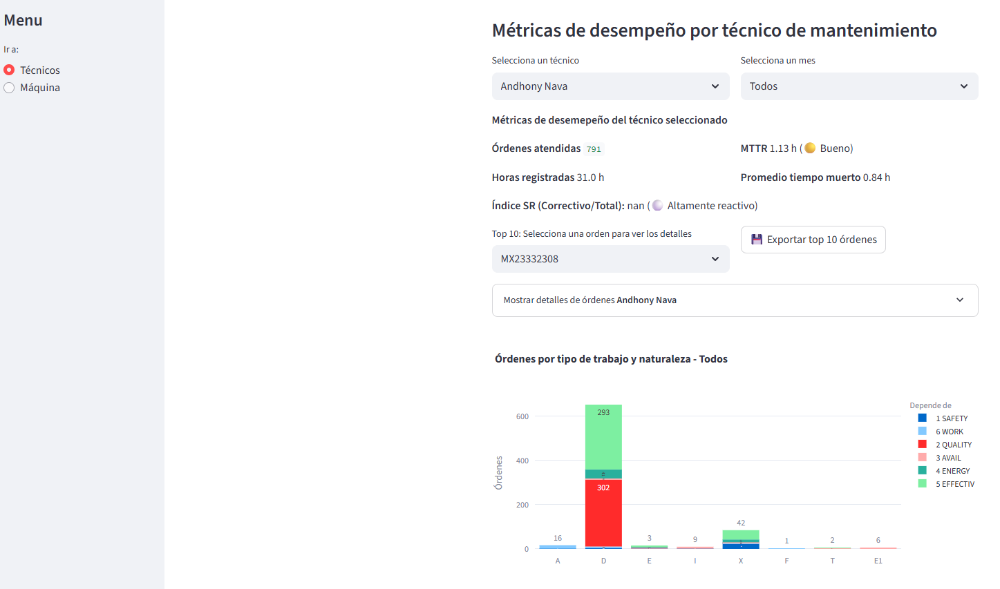 Menu
Ir a:
Técnicos
Máquina
Métricas de desempeño por técnico de mantenimiento
Selecciona un técnico
Selecciona un mes
Andhony Nava
Todos
Métricas de desemepeño del técnico seleccionado
Órdenes atendidas 791
MTTR 1.13 h ( Bueno)
Horas registradas 31.0 h
Promedio tiempo muerto 0.84 h
Índice SR (Correctivo/Total): nan ( Altamente reactivo)
Top 10: Selecciona una orden para ver los detalles
MX23332308
Exportar top 10 órdenes
Mostrar detalles de órdenes Andhony Nava
Órdenes por tipo de trabajo y naturaleza - Todos
Órdenes
600
400
200
0
16
293
302
3
9
42
1
2
6
A
D
E
I
X
F
T
E1
Depende de
1 SAFETY
6 WORK
2 QUALITY
3 AVAIL
4 ENERGY
5 EFFECTIV